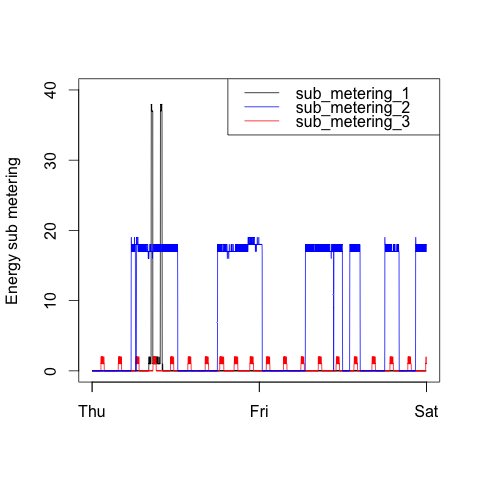 sub_metering_1
sub_metering_2
sub_metering_3
Energy sub metering
40
30
20
10
0
Thu Fri Sat